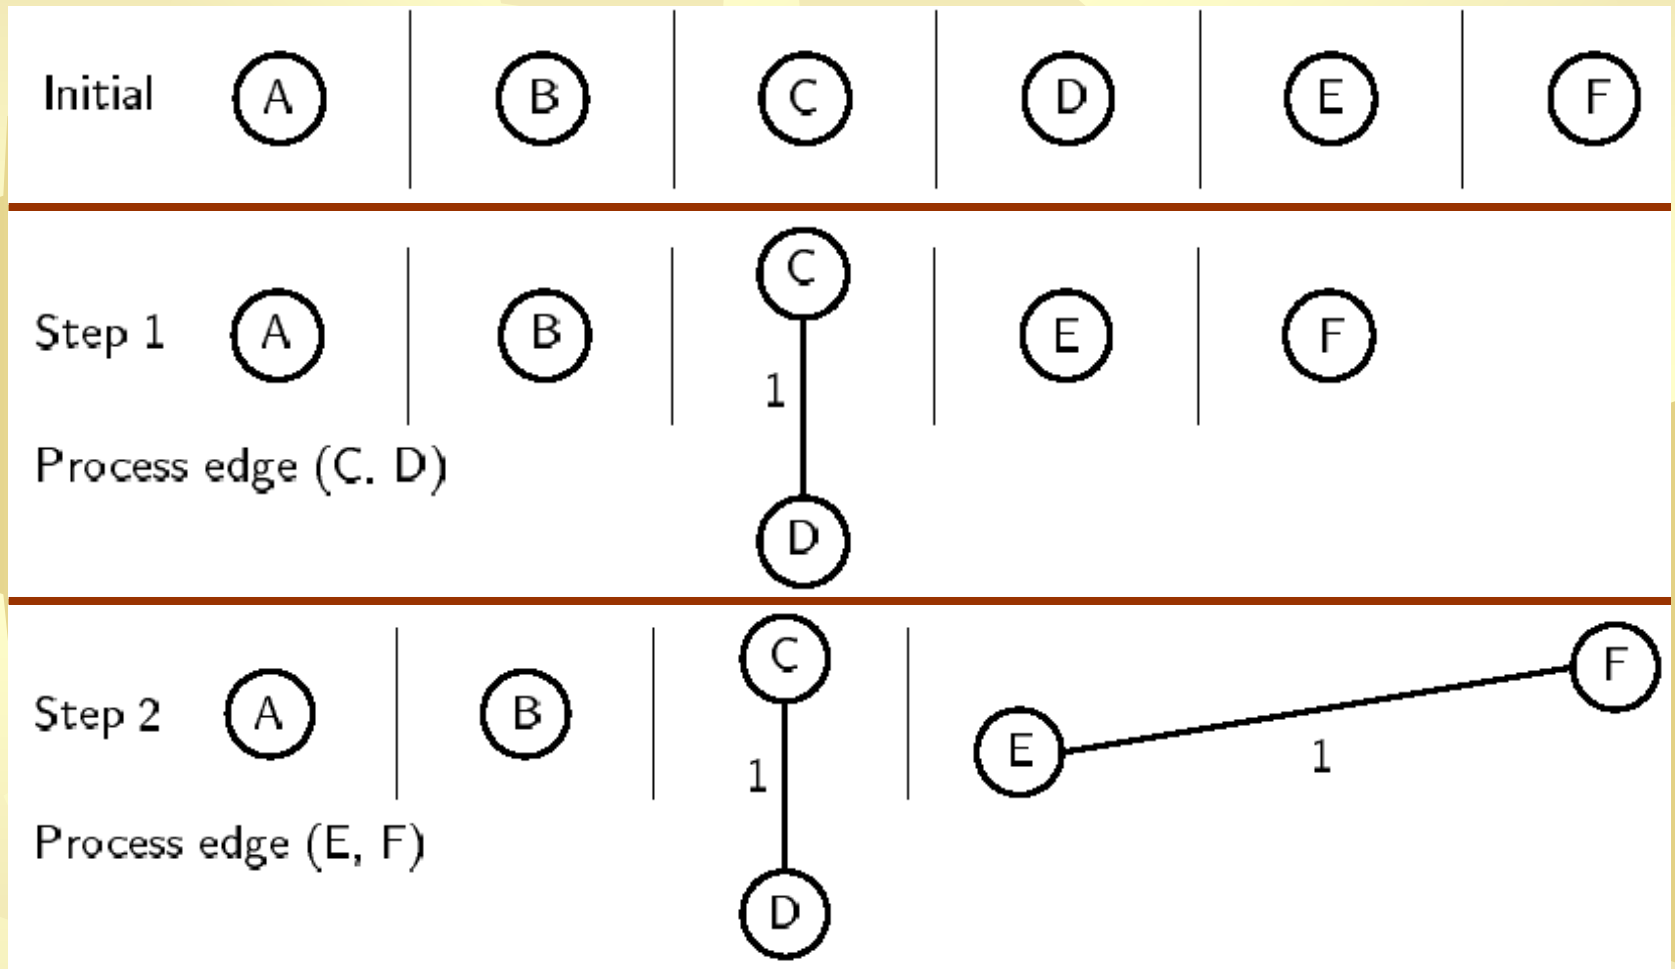 Initial A B C D E F
C
Step 1 A B E F
1
Process edge (C. D)
D
C F
Step 2 A B E
1 1
Process edge (E, F)
D